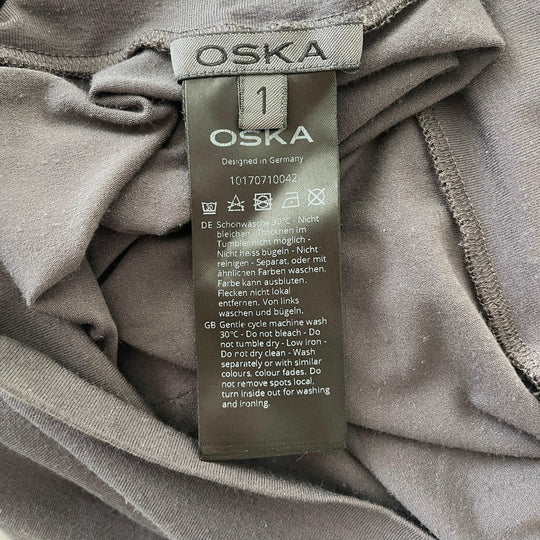 OSKA
1
OSKA
Designed in Germany
10170710042
DE Schonwäsche 30°C - Nicht
bleichen - Trocknen im
Tumbler nicht möglich -
Nicht heiss bügeln - Nicht
reinigen - Separat, oder mit
ähnlichen Farben waschen,
Farbe kann ausbluten.
Flecken nicht lokal
entfernen. Von links
waschen und bügeln.
GB Gentle cycle machine wash
30°C - Do not bleach - Do
not tumble dry - Low iron -
Do not dry clean - Wash
separately or with similar
colours, colour fades. Do
not remove spots local,
turn inside out for washing
and ironing.